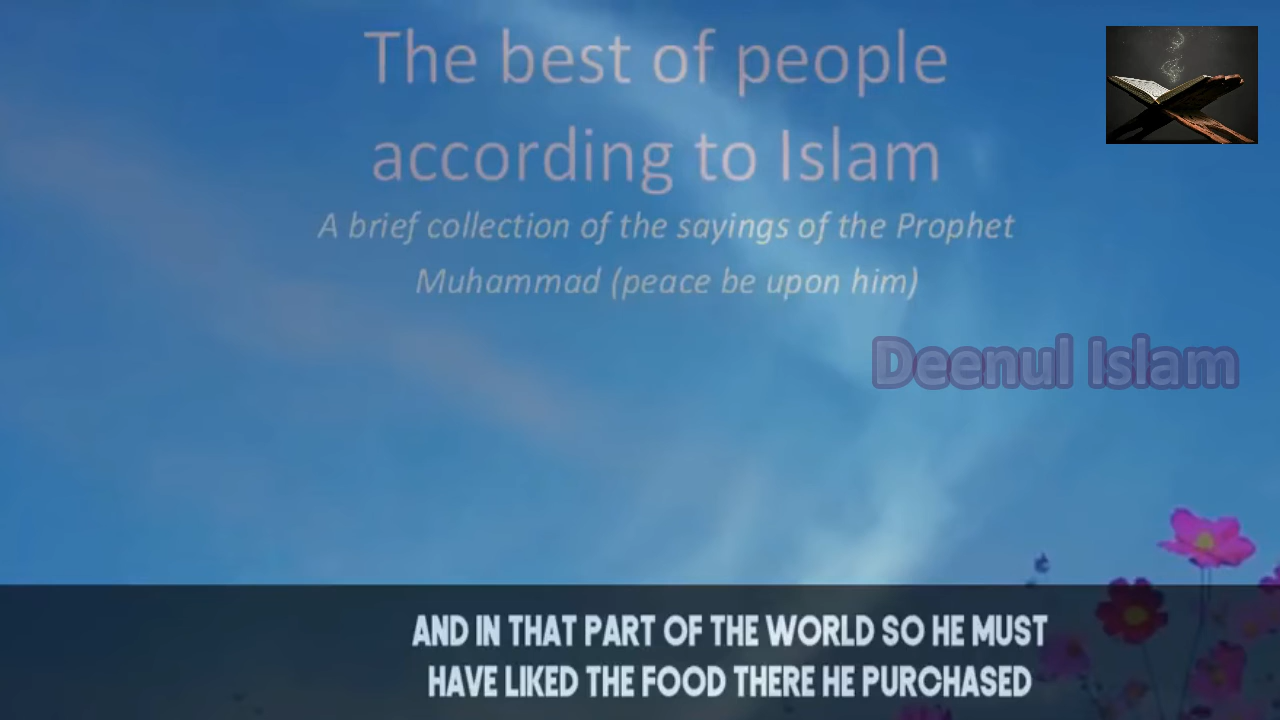 The best of people
according to Islam
A brief collection of the sayings of the Prophet
Muhammad (peace be upon him)
Deenul Islam
AND IN THAT PART OF THE WORLD SO HE MUST
HAVE LIKED THE FOOD THERE HE PURCHASED